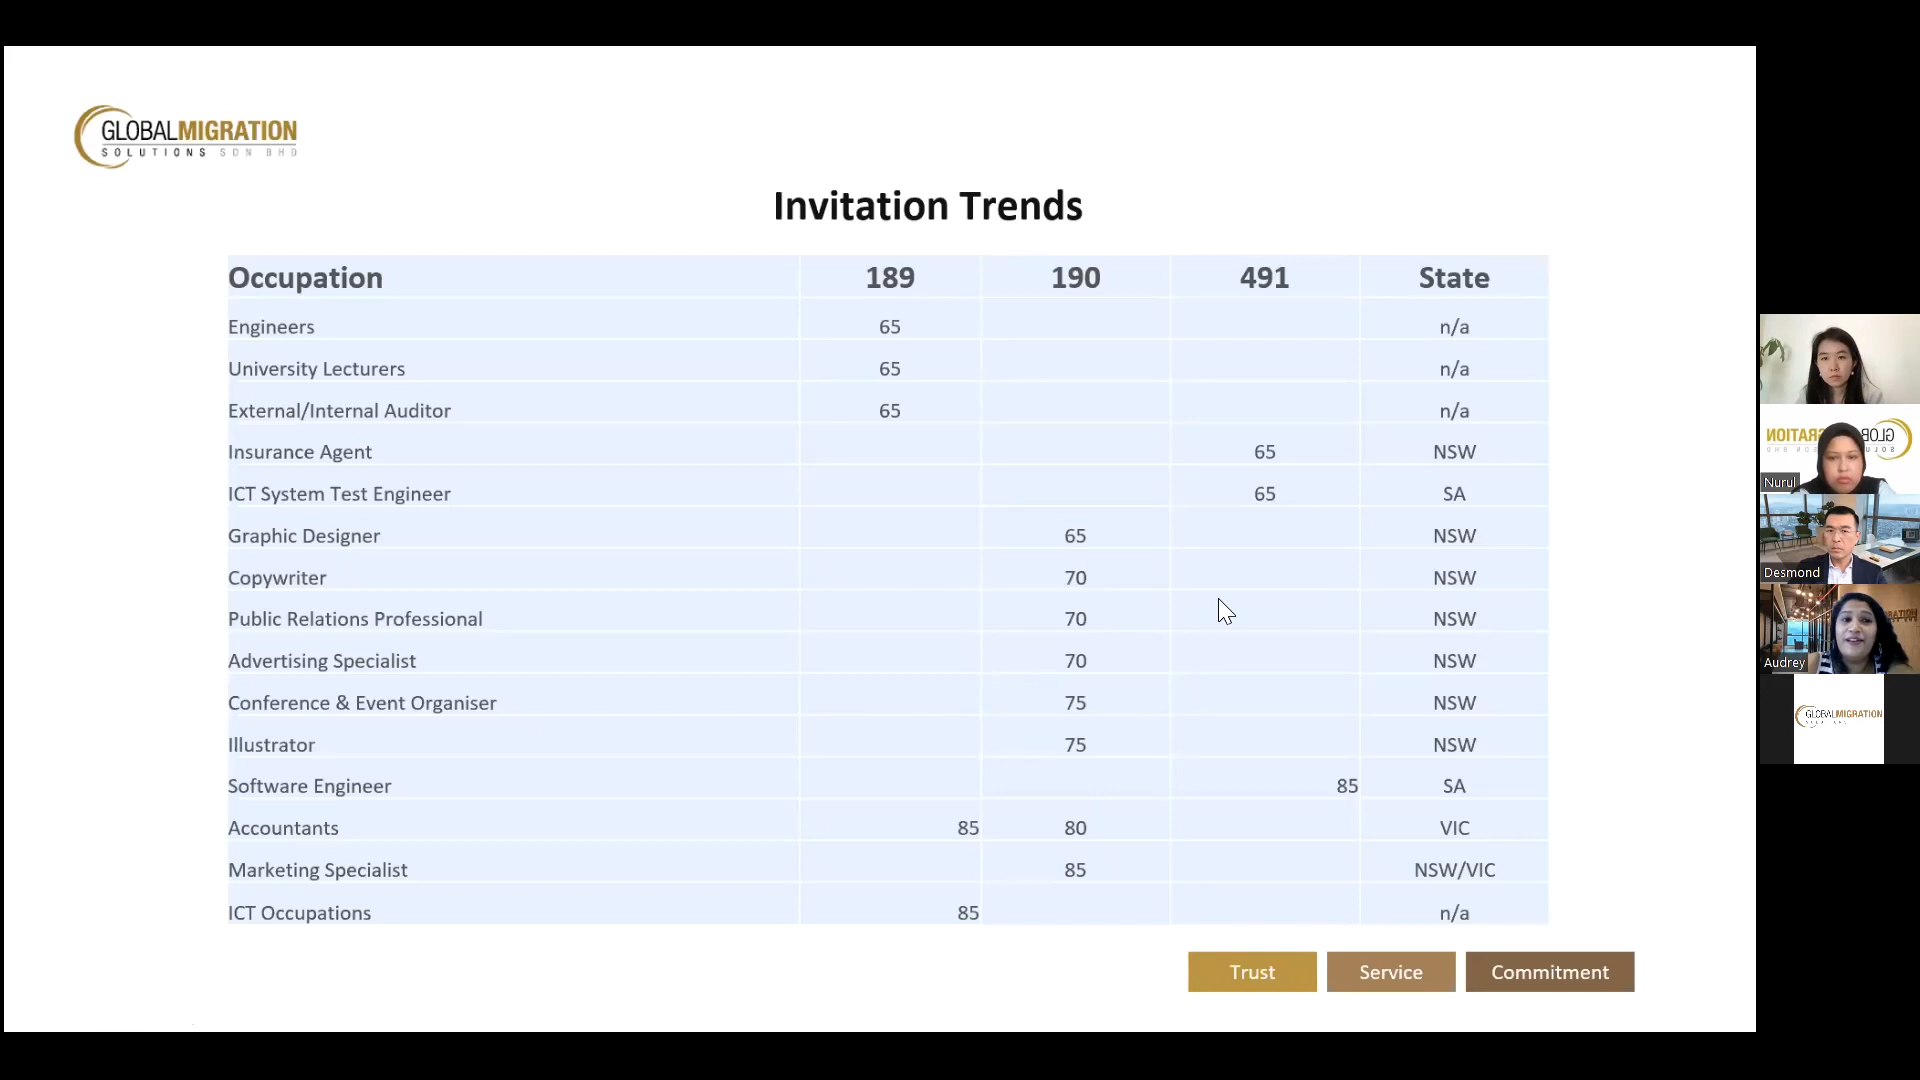 GLOBALMIGRATION
SOLUTIONS SDN BHD
Invitation Trends
Occupation 189 190 491 State
Engineers 65 n/a
University Lecturers 65 n/a
External/Internal Auditor 65 n/a
Insurance Agent 65 NSW
ICT System Test Engineer 65 SA
Graphic Designer 65 NSW
Copywriter 70 NSW
Public Relations Professional 70 NSW
Advertising Specialist 70 NSW
Conference & Event Organiser 75 NSW
Illustrator 75 NSW
Software Engineer 85 SA
Accountants 85 80 VIC
Marketing Specialist 85 NSW/VIC
ICT Occupations 85 n/a
Trust Service Commitment
Nurul
Desmond
Audrey
GLOBALMIGRATION